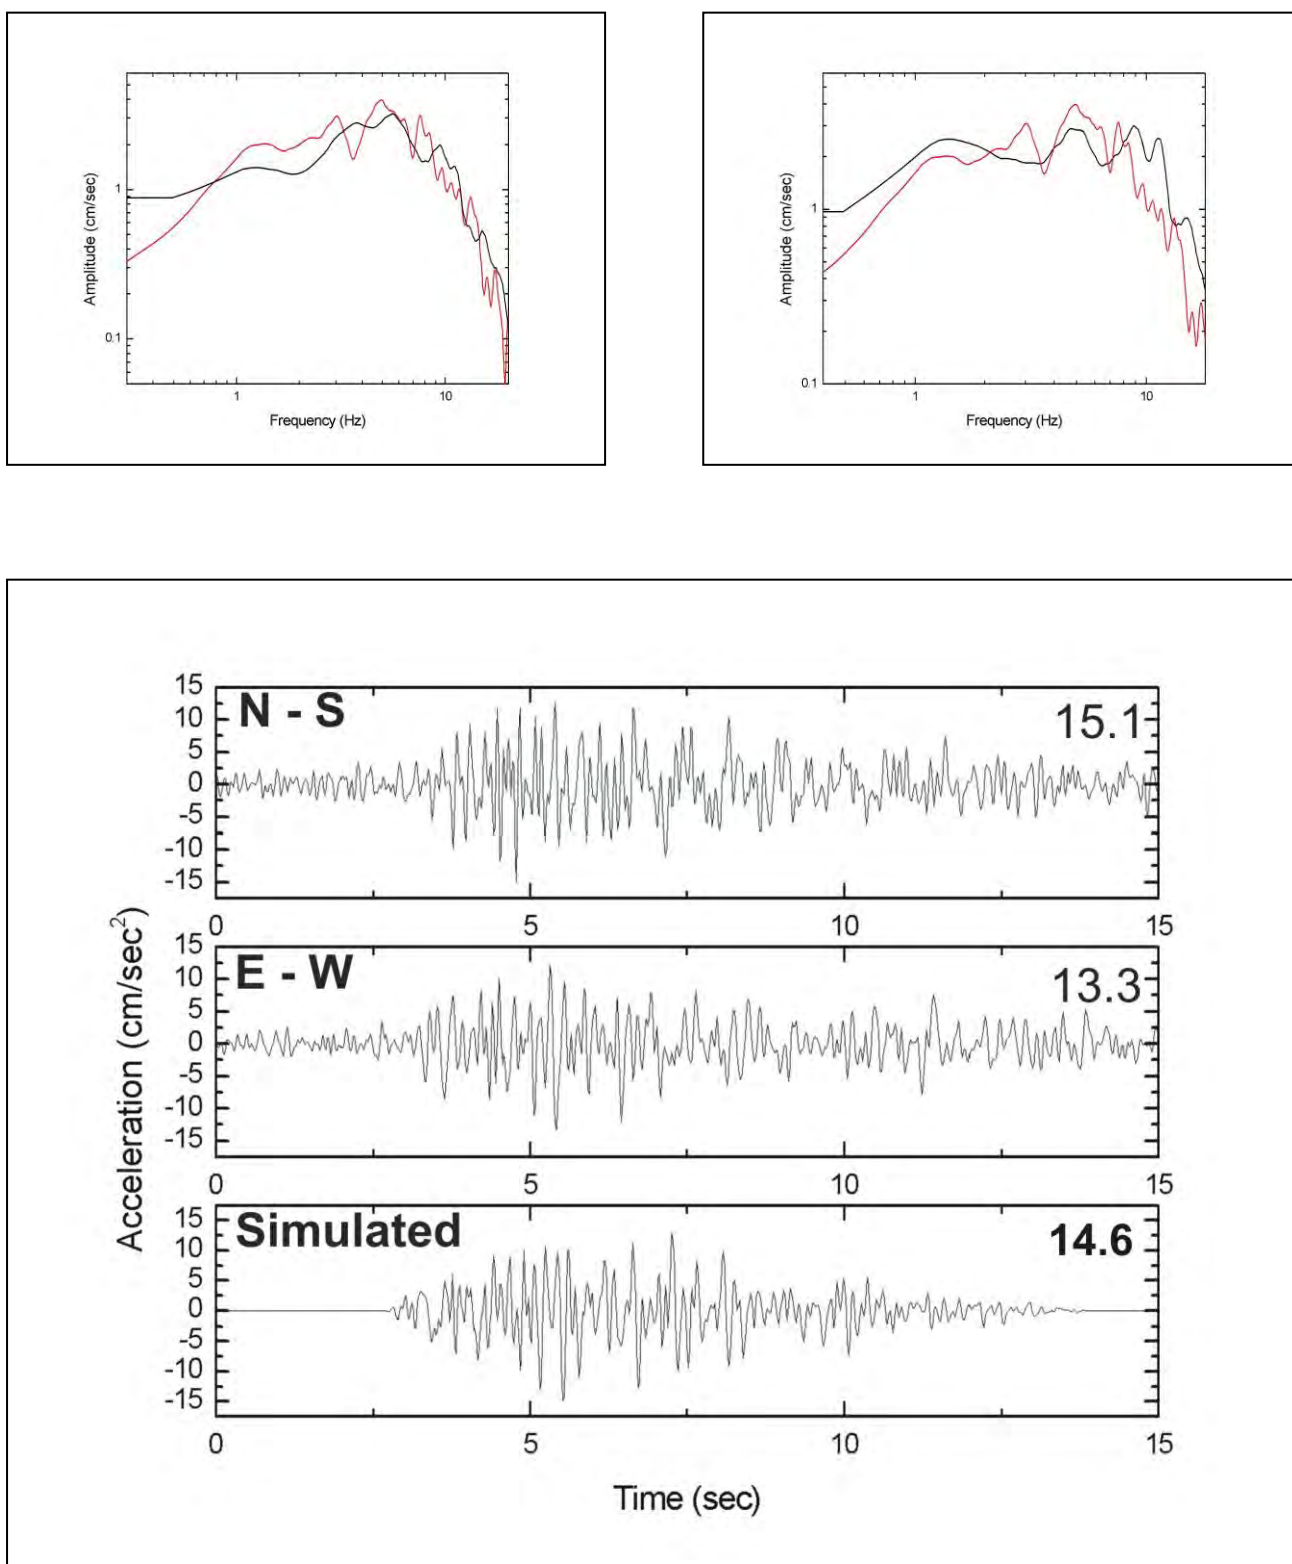 Amplitude (cm/sec)
1
0.1
1 10
Frequency (Hz)
Amplitude (cm/sec)
1
0.1
1 10
Frequency (Hz)
Acceleration (cm/sec²)
N - S 15.1
15
10
5
0
-5
-10
-15
0 5 10 15
E - W 13.3
15
10
5
0
-5
-10
-15
0 5 10 15
Simulated 14.6
15
10
5
0
-5
-10
-15
0 5 10 15
Time (sec)